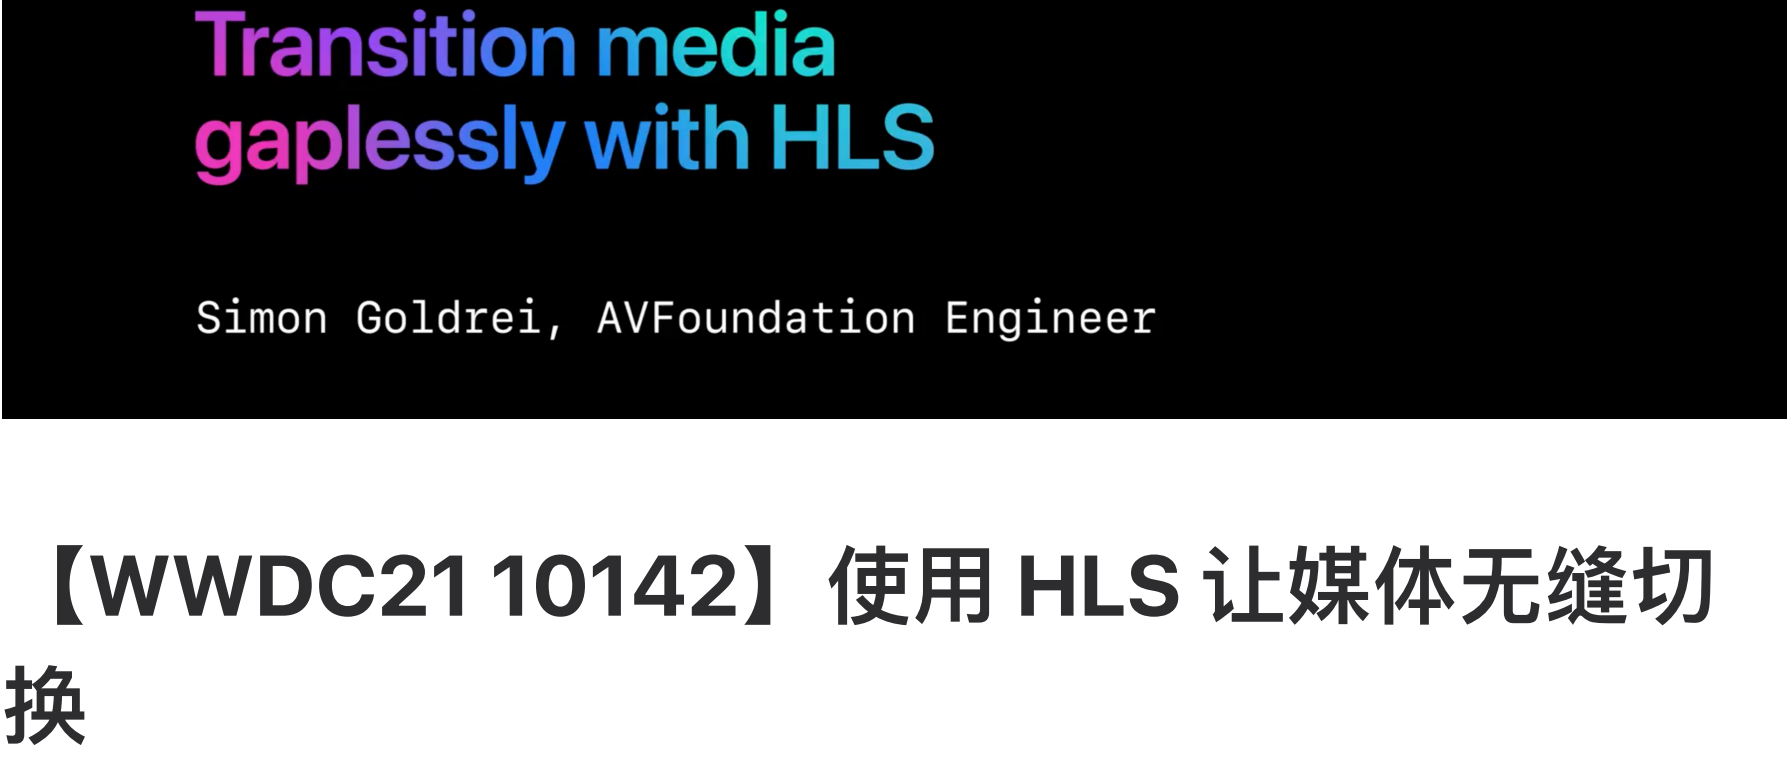 Transition media
gaplessly with HLS
Simon Goldrei, AVFoundation Engineer
【WWDC21 10142】使用 HLS 让媒体无缝切
换